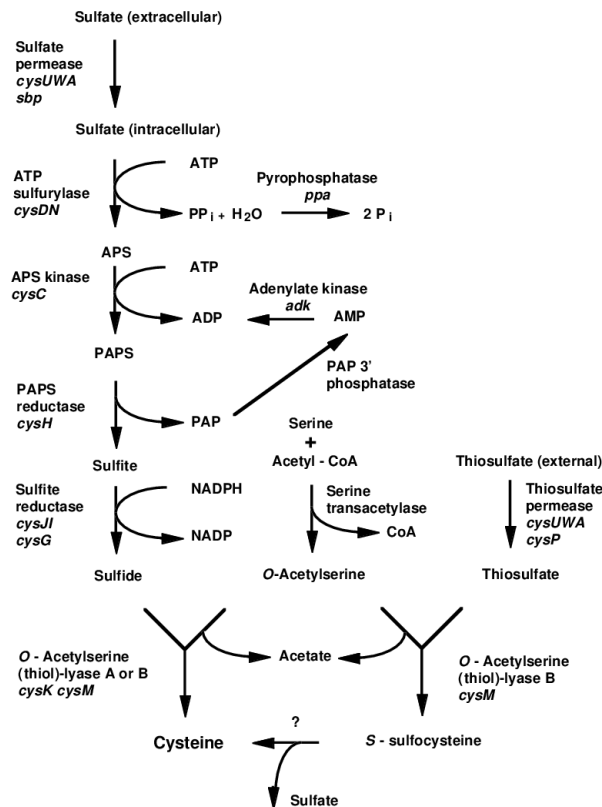 Sulfate (extracellular)
Sulfate
permease
cysUWA
sbp
Sulfate (intracellular)
ATP
sulfurylase
cysDN
ATP
PPi + H2O
Pyrophosphatase
ppa
2 Pi
APS
APS kinase
cysC
ATP
ADP
Adenylate kinase
adk
AMP
PAPS
PAP 3'
phosphatase
PAPS
reductase
cysH
PAP
Serine
+
Acetyl - CoA
Sulfite
Thiosulfate (external)
Sulfite
reductase
cysJI
cysG
NADPH
NADP
Serine
transacetylase
CoA
Thiosulfate
permease
cysUWA
cysP
Sulfide
O-Acetylserine
Thiosulfate
O - Acetylserine
(thiol)-lyase A or B
cysK cysM
Acetate
O - Acetylserine
(thiol)-lyase B
cysM
?
Cysteine
S - sulfocysteine
Sulfate